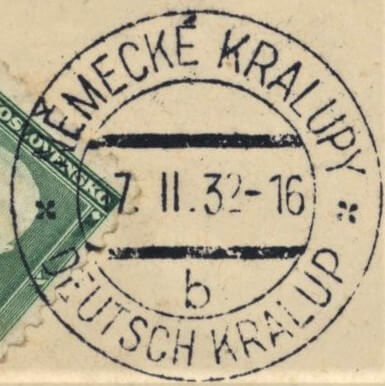 NĚMECKÉ KRALUPY
7. II. 32-16
b
DEUTSCH KRALUP